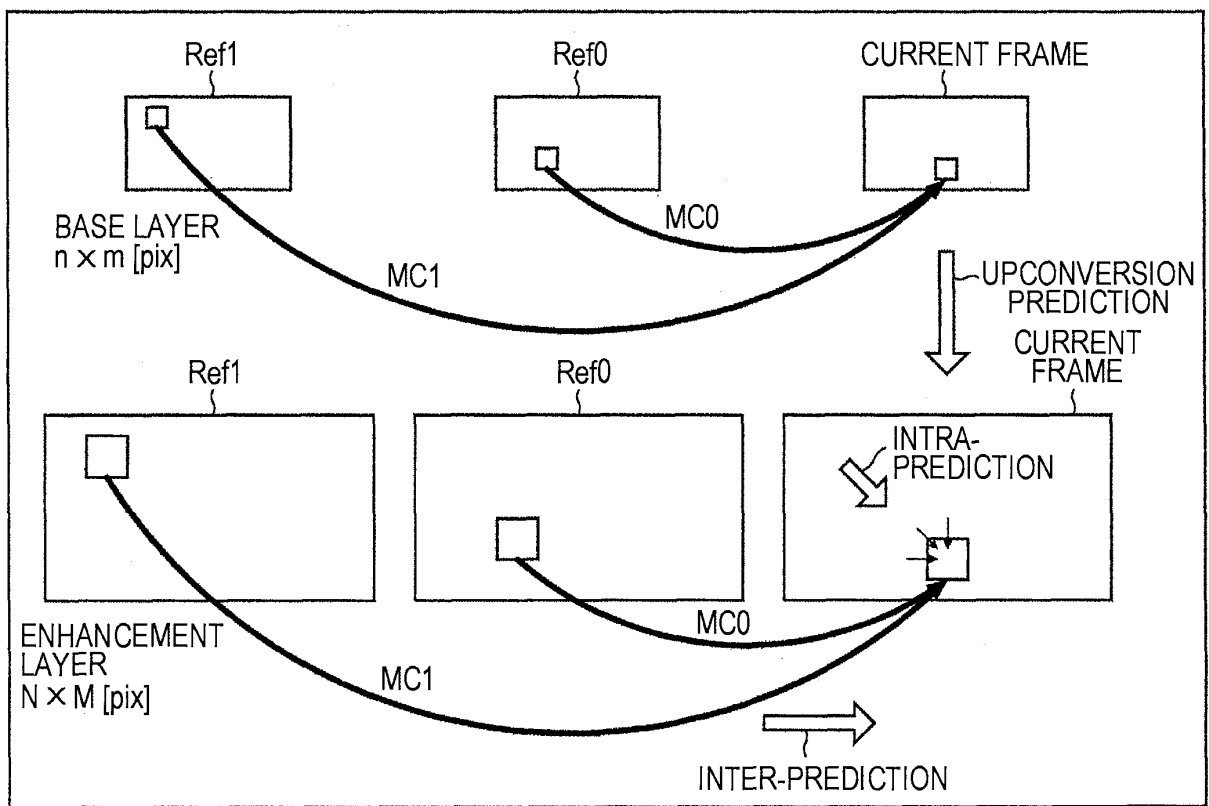 Ref1
Ref0
CURRENT FRAME
BASE LAYER
n × m [pix]
MC0
MC1
UPCONVERSION
PREDICTION
CURRENT
FRAME
Ref1
Ref0
INTRA-
PREDICTION
ENHANCEMENT
LAYER
N × M [pix]
MC0
MC1
INTER-PREDICTION